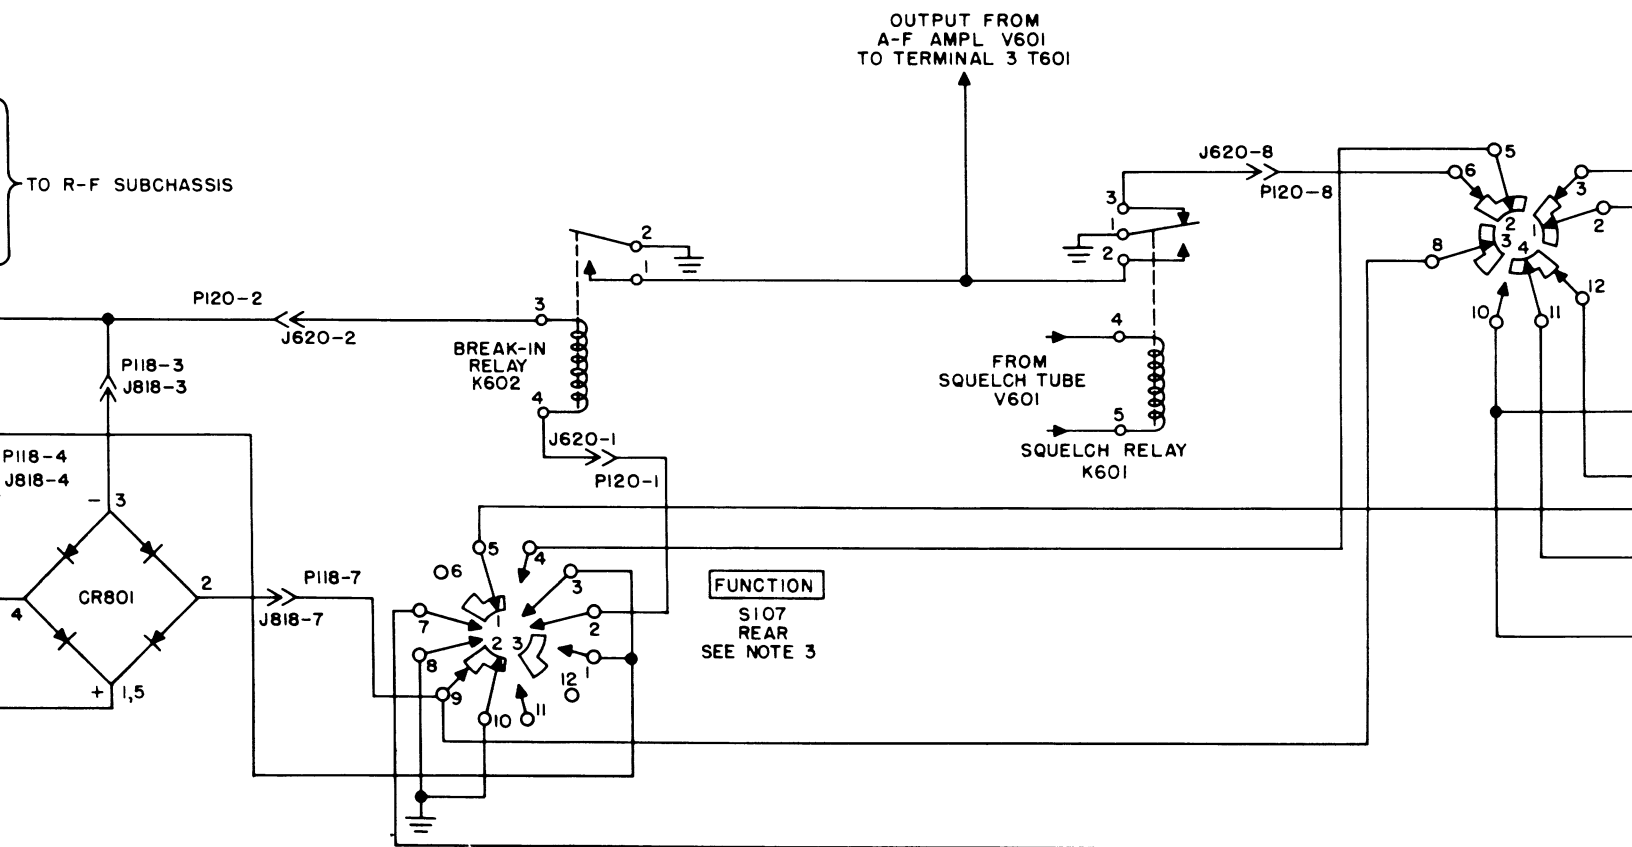 OUTPUT FROM
A-F AMPL V601
TO TERMINAL 3 T601
TO R-F SUBCHASSIS
J620-8
P120-8
3
1
2
2
1
5
6
3
2
8
2
1
3
4
10
11
12
P120-2
J620-2
3
BREAK-IN
RELAY
K602
4
4
FROM
SQUELCH TUBE
V601
5
SQUELCH RELAY
K601
P118-3
J818-3
J620-1
P120-1
P118-4
J818-4
- 3
CR801
4
2
+ 1,5
P118-7
J818-7
5
4
6
3
7
1
2
2 3
8
1
12
9
10
11
FUNCTION
S107
REAR
SEE NOTE 3